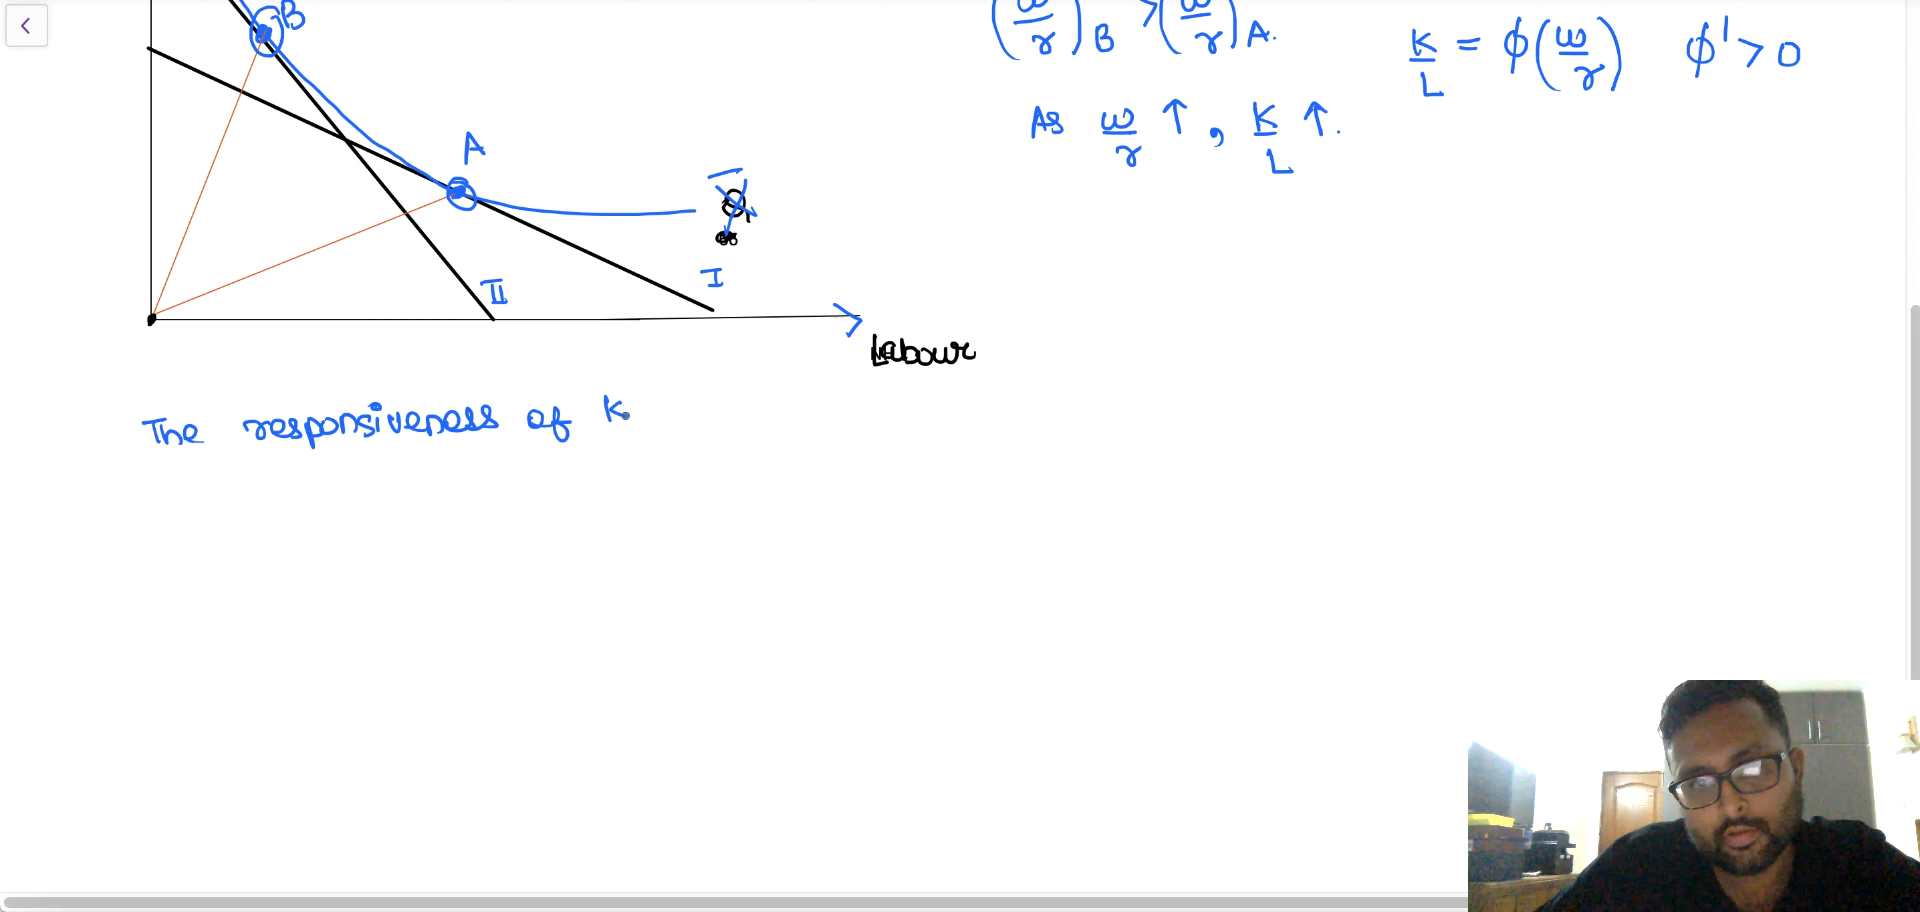 B
(ω/r)B > (ω/r)A.
K/L = ϕ(ω/r) ϕ' > 0
As ω/r ↑, K/L ↑.
A
I
II
Labour
The responsiveness of K